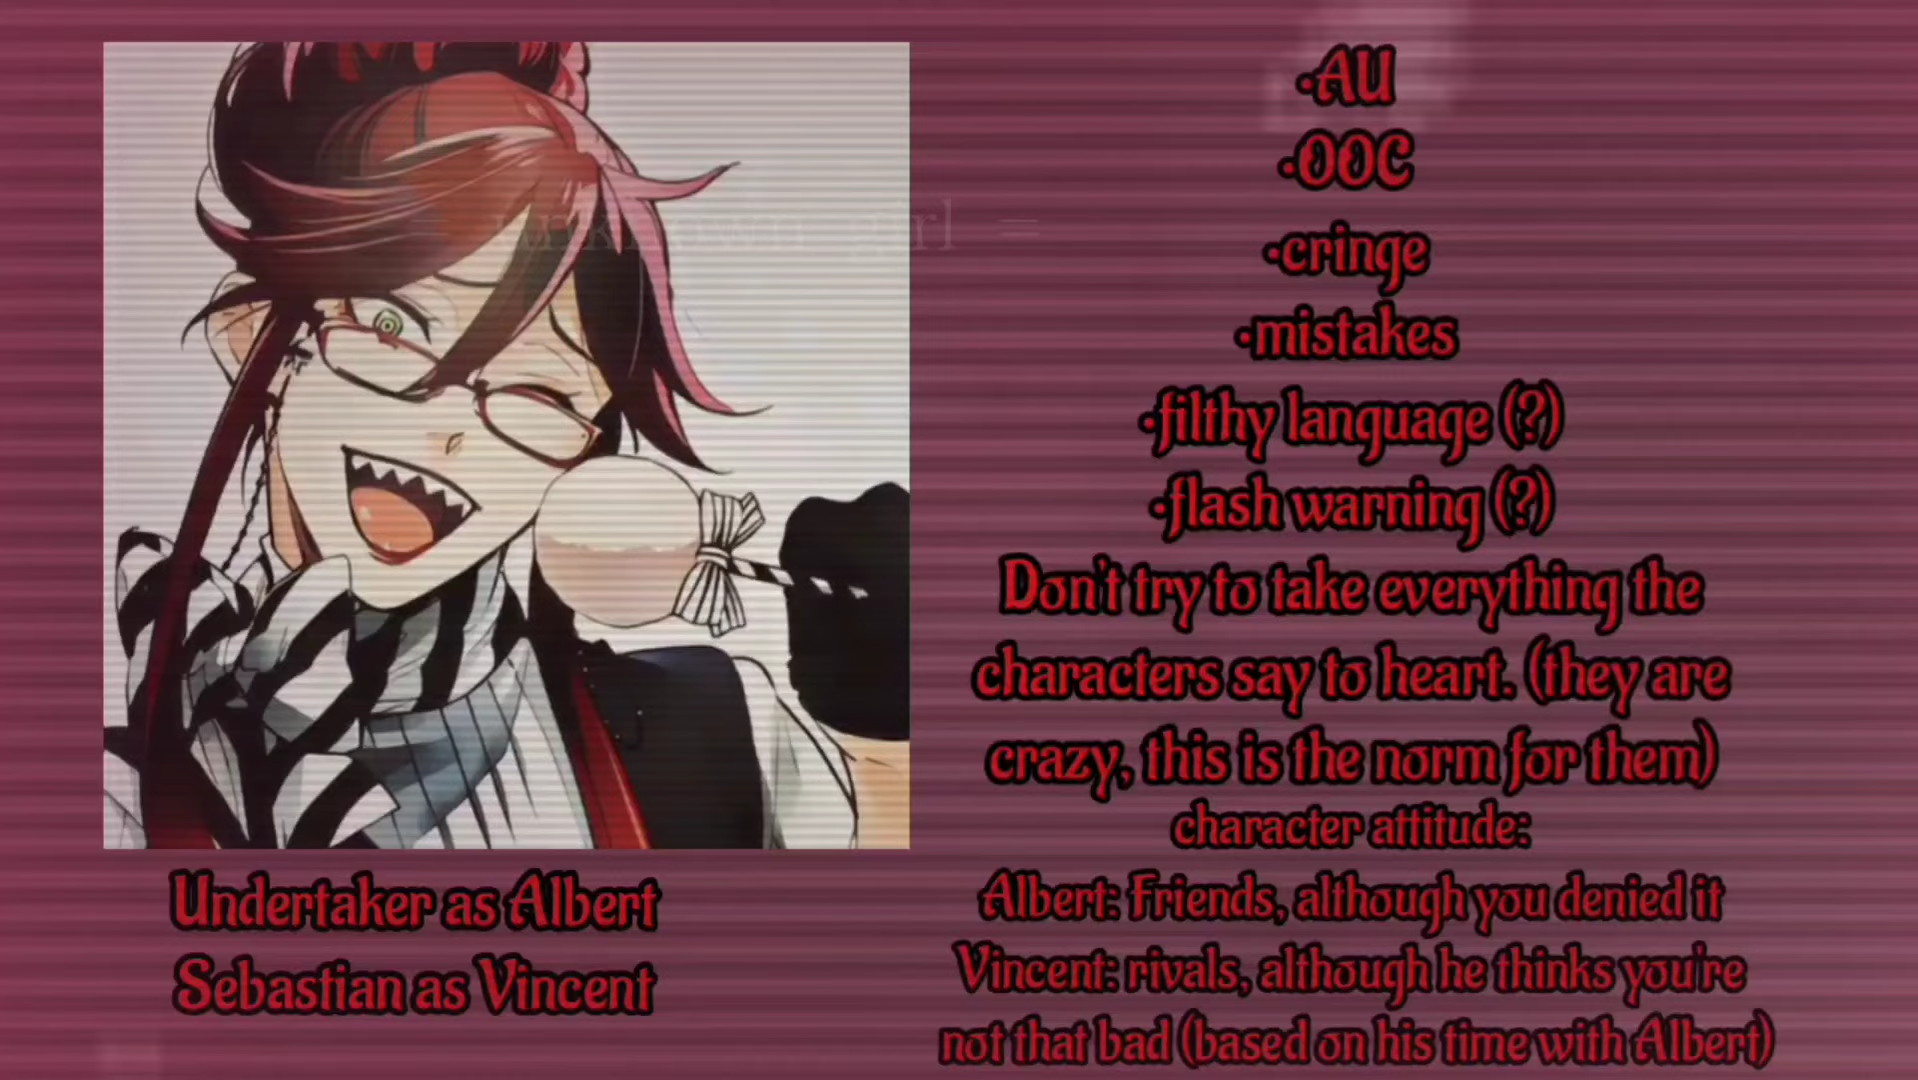 = unknown girl =
•AU
•OOC
•cringe
•mistakes
•filthy language (?)
•flash warning (?)
Don't try to take everything the
characters say to heart. (they are
crazy, this is the norm for them)
character attitude:
Albert: Friends, although you denied it
Vincent: rivals, although he thinks you're
not that bad (based on his time with Albert)
Undertaker as Albert
Sebastian as Vincent